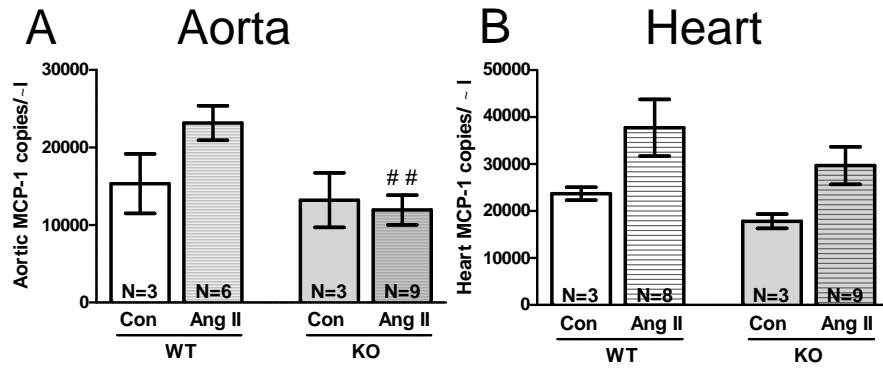 A Aorta
Aortic MCP-1 copies/ ~ l
30000
20000
10000
0
# #
N=3 N=6 N=3 N=9
Con Ang II Con Ang II
WT KO
B Heart
Heart MCP-1 copies/ ~ l
50000
40000
30000
20000
10000
0
N=3 N=8 N=3 N=9
Con Ang II Con Ang II
WT KO